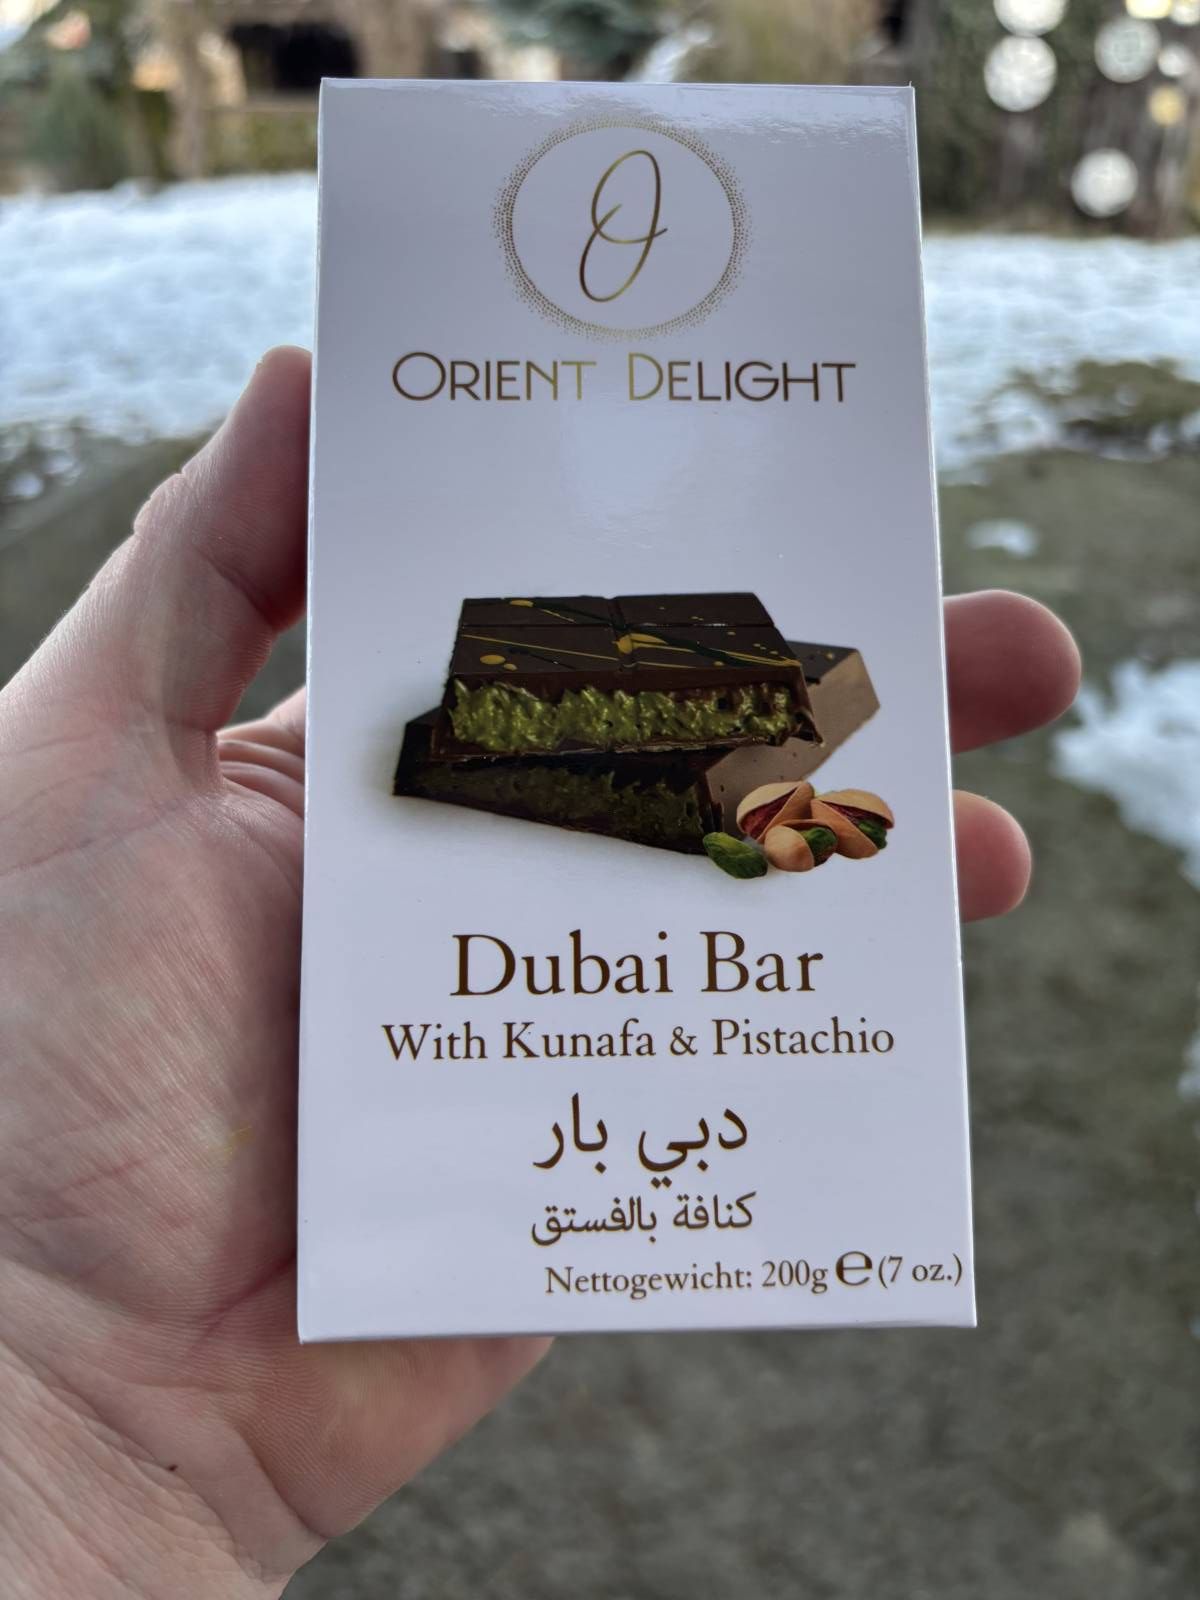 O
ORIENT DELIGHT
Dubai Bar
With Kunafa & Pistachio
دبي بار
كنافة بالفستق
Nettogewicht: 200g ℮ (7 oz.)